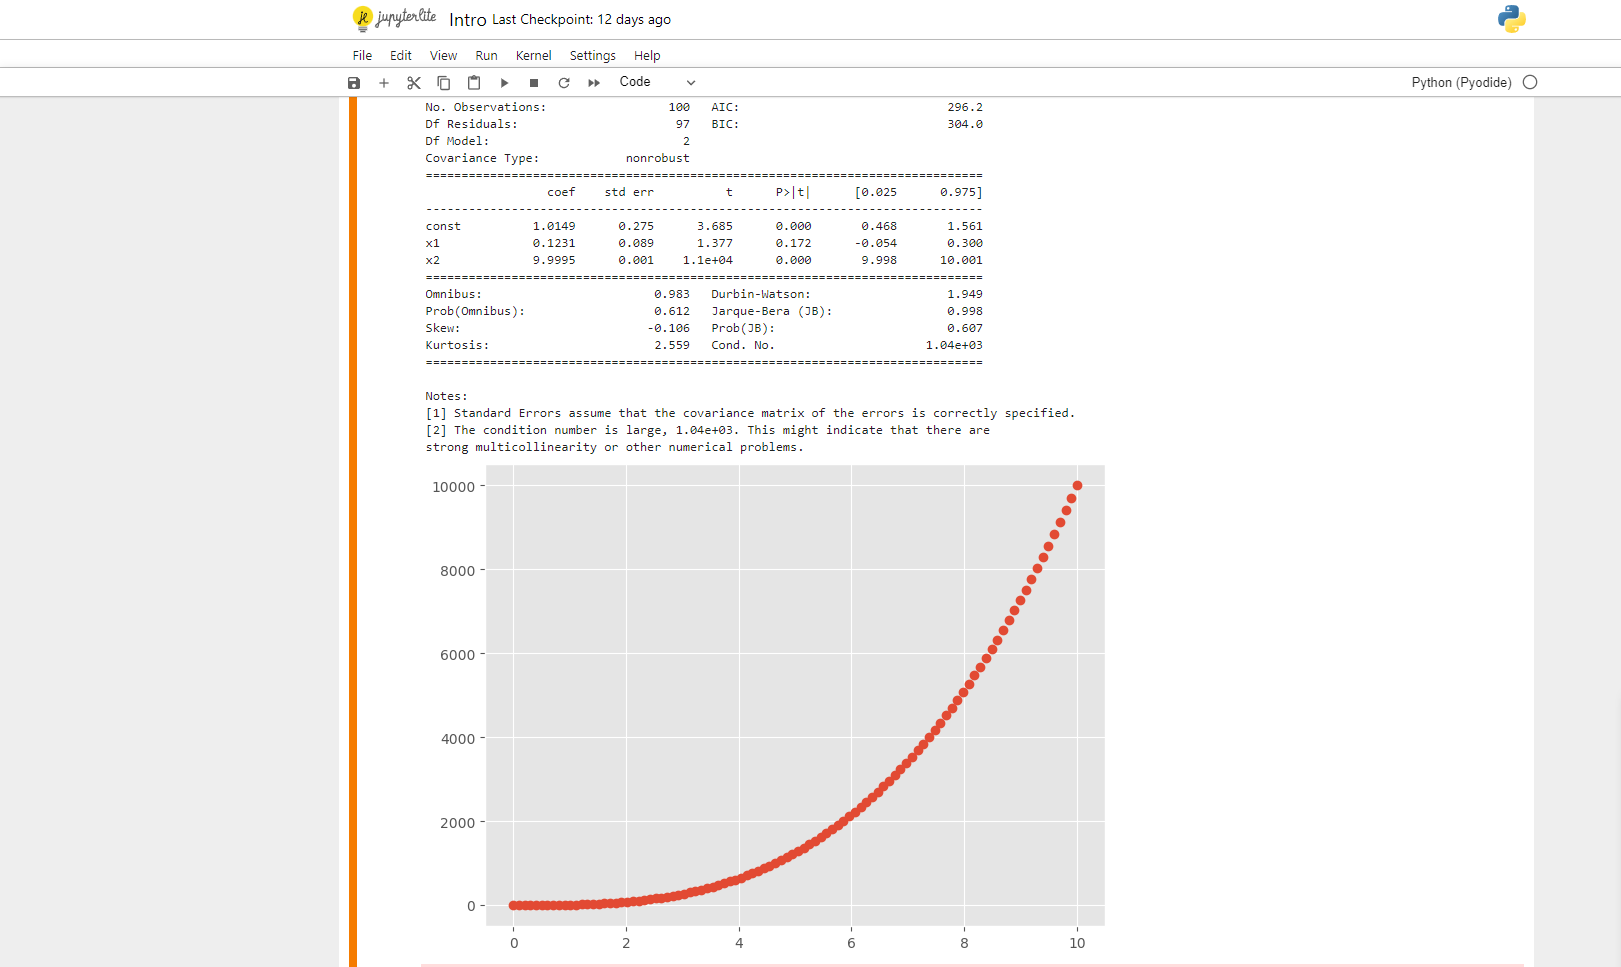 jupyterlite Intro Last Checkpoint: 12 days ago
File Edit View Run Kernel Settings Help
Code Python (Pyodide)
No. Observations: 100 AIC: 296.2
Df Residuals: 97 BIC: 304.0
Df Model: 2
Covariance Type: nonrobust
==============================================================================
coef std err t P>|t| [0.025 0.975]
------------------------------------------------------------------------------
const 1.0149 0.275 3.685 0.000 0.468 1.561
x1 0.1231 0.089 1.377 0.172 -0.054 0.300
x2 9.9995 0.001 1.1e+04 0.000 9.998 10.001
==============================================================================
Omnibus: 0.983 Durbin-Watson: 1.949
Prob(Omnibus): 0.612 Jarque-Bera (JB): 0.998
Skew: -0.106 Prob(JB): 0.607
Kurtosis: 2.559 Cond. No. 1.04e+03
==============================================================================
Notes:
[1] Standard Errors assume that the covariance matrix of the errors is correctly specified.
[2] The condition number is large, 1.04e+03. This might indicate that there are
strong multicollinearity or other numerical problems.
10000
8000
6000
4000
2000
0
0 2 4 6 8 10